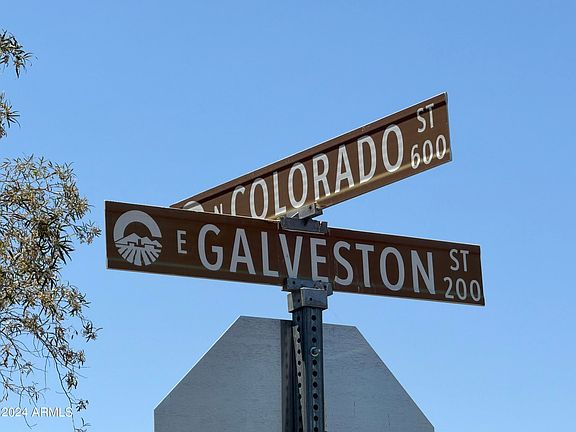 N COLORADO ST 600
E GALVESTON ST 200
2024 ARMLS